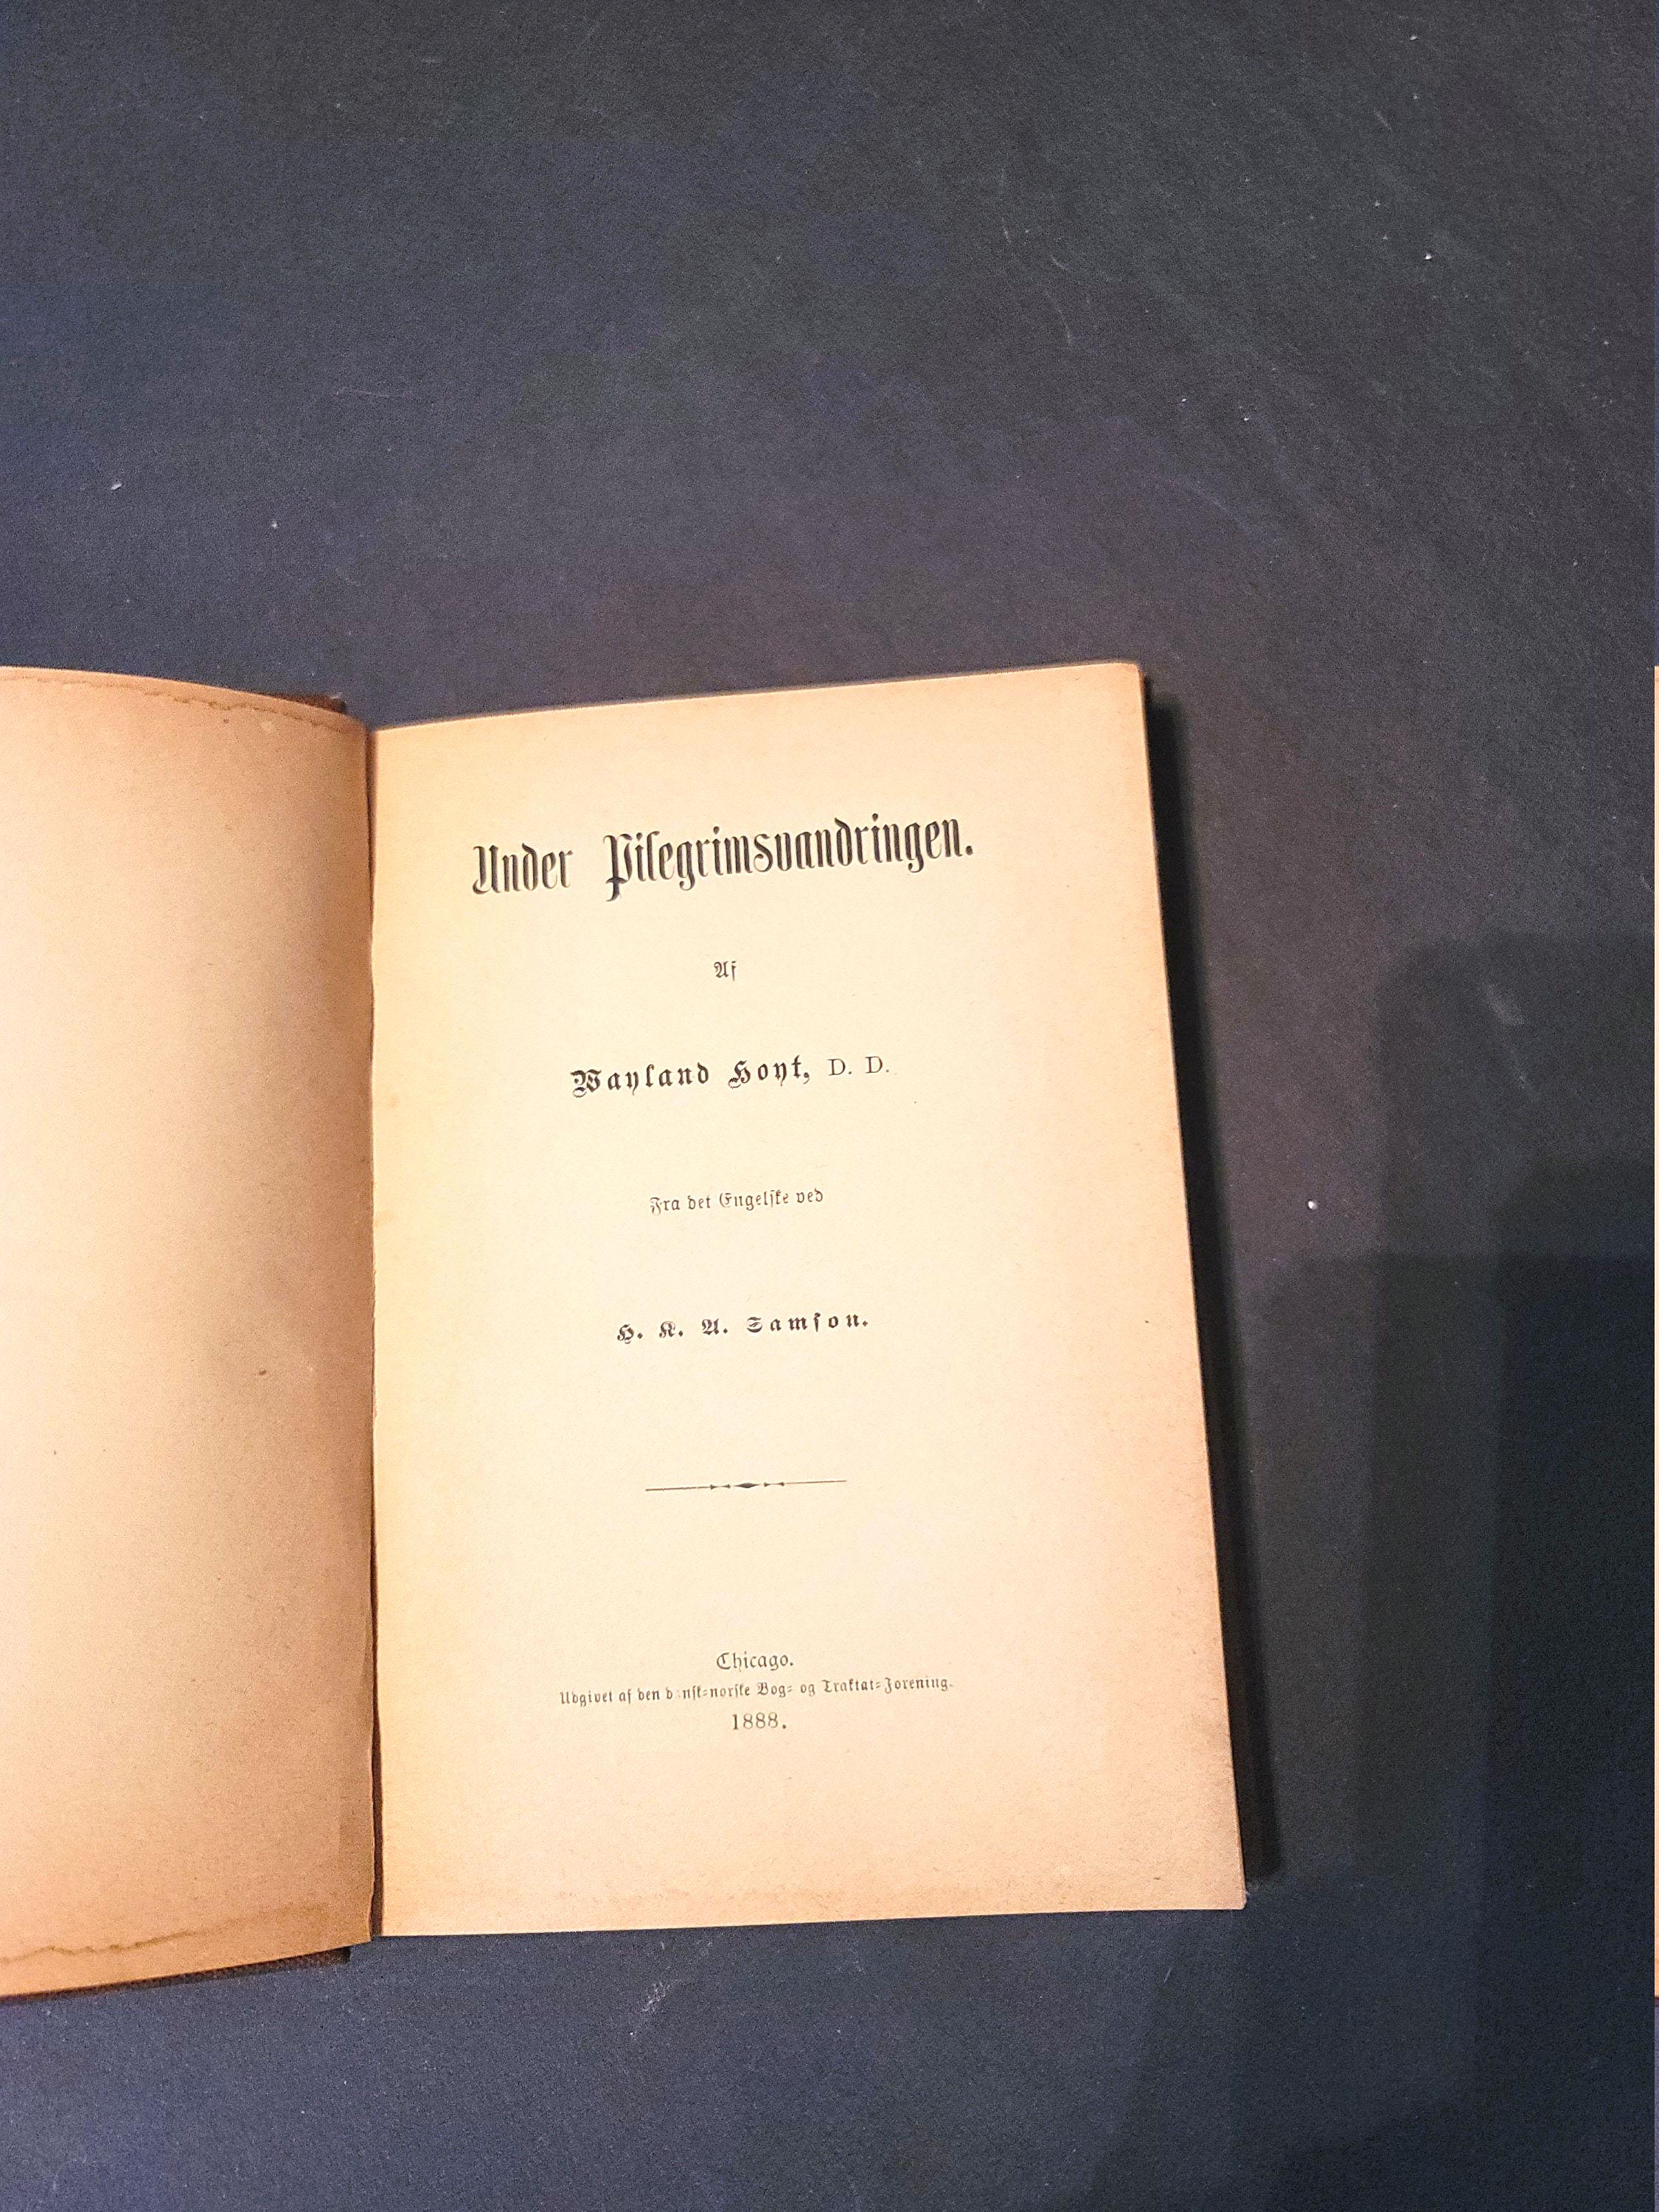 Under Pilegrimsvandringen.
Af
Wayland Hoyt, D. D.
Fra det Engelske ved
H. K. A. Samson.
Chicago.
Udgivet af den d nsk-norske Bog- og Traktat-Forening.
1888.